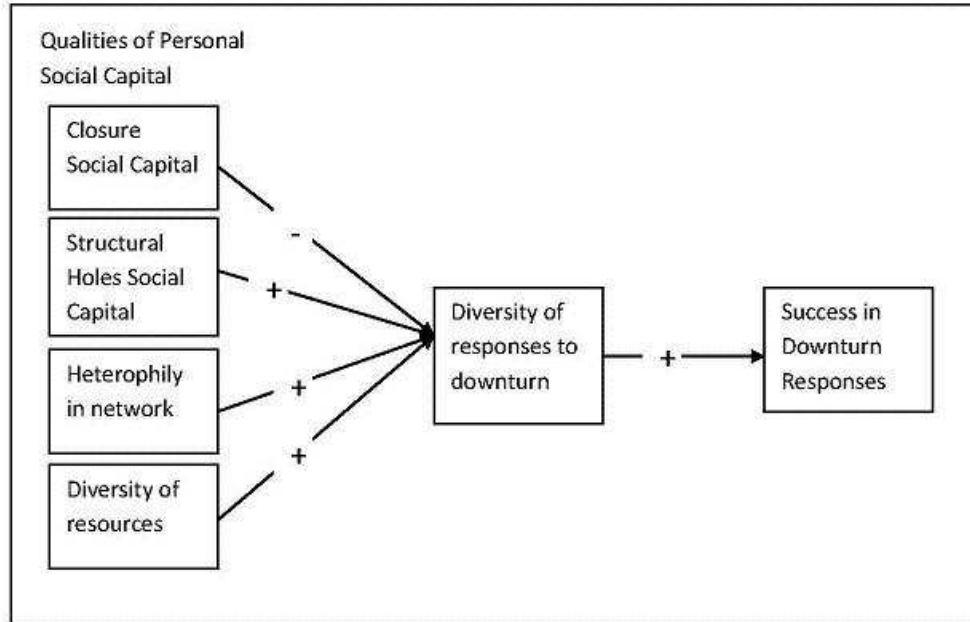 Qualities of Personal
Social Capital
Closure
Social Capital
-
Structural
Holes Social
Capital
+
Heterophily
in network
+
Diversity of
resources
+
Diversity of
responses to
downturn
+
Success in
Downturn
Responses